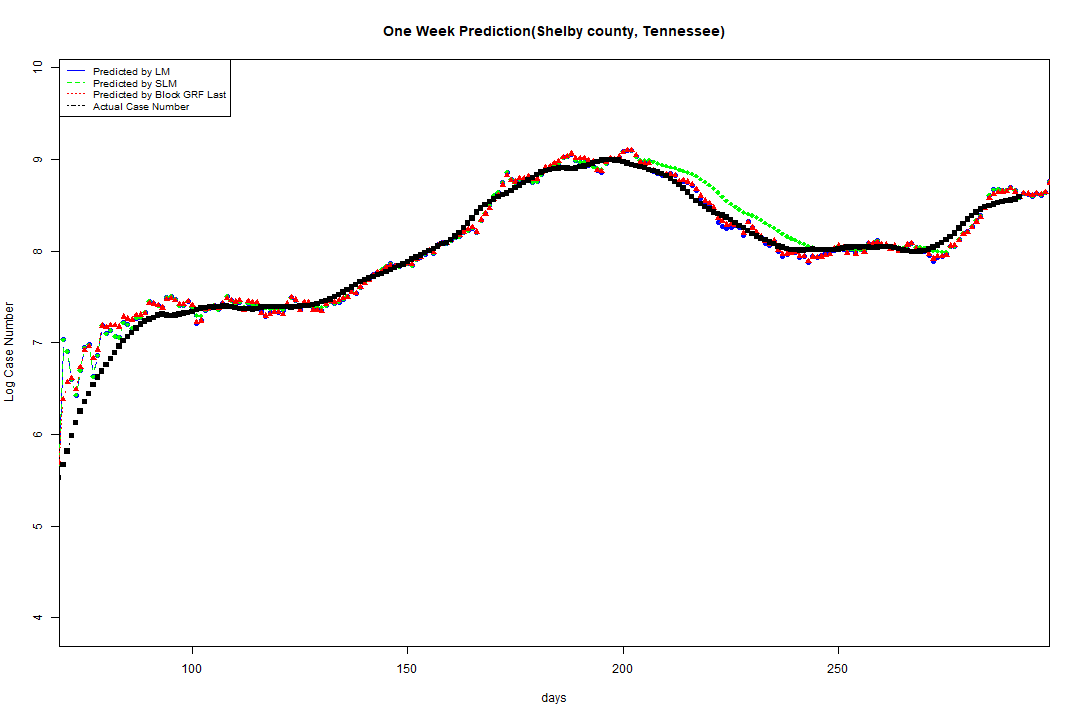 One Week Prediction(Shelby county, Tennessee)
Predicted by LM
Predicted by SLM
Predicted by Block GRF Last
Actual Case Number
10
9
8
7
6
5
4
Log Case Number
100 150 200 250
days